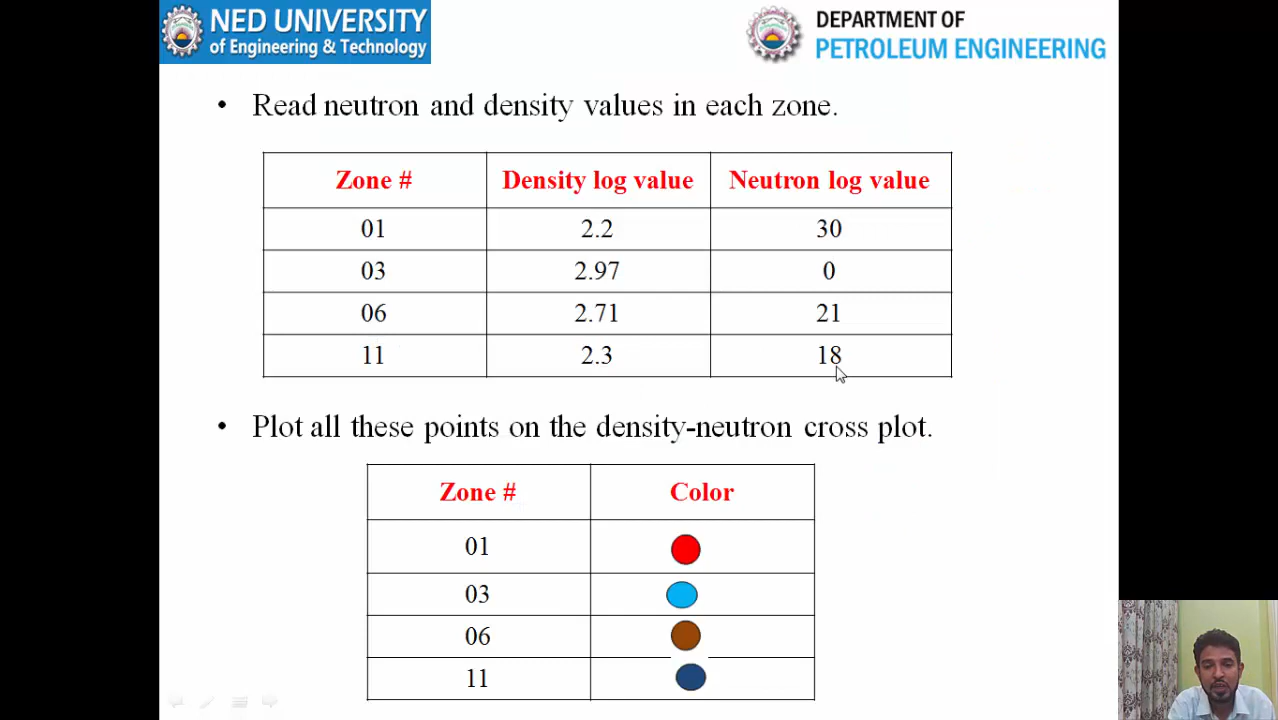 NED UNIVERSITY
of Engineering & Technology
DEPARTMENT OF
PETROLEUM ENGINEERING
• Read neutron and density values in each zone.
Zone # Density log value Neutron log value
01 2.2 30
03 2.97 0
06 2.71 21
11 2.3 18
• Plot all these points on the density-neutron cross plot.
Zone # Color
01
03
06
11